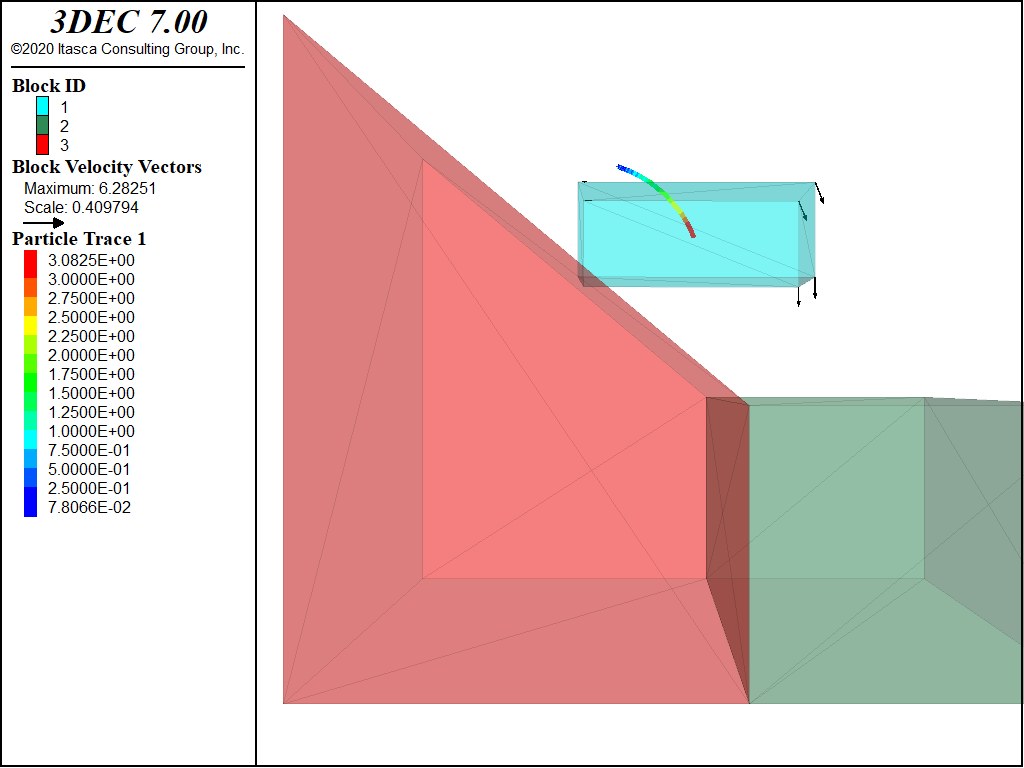 3DEC 7.00
©2020 Itasca Consulting Group, Inc.
Block ID
1
2
3
Block Velocity Vectors
Maximum: 6.28251
Scale: 0.409794
Particle Trace 1
3.0825E+00
3.0000E+00
2.7500E+00
2.5000E+00
2.2500E+00
2.0000E+00
1.7500E+00
1.5000E+00
1.2500E+00
1.0000E+00
7.5000E-01
5.0000E-01
2.5000E-01
7.8066E-02